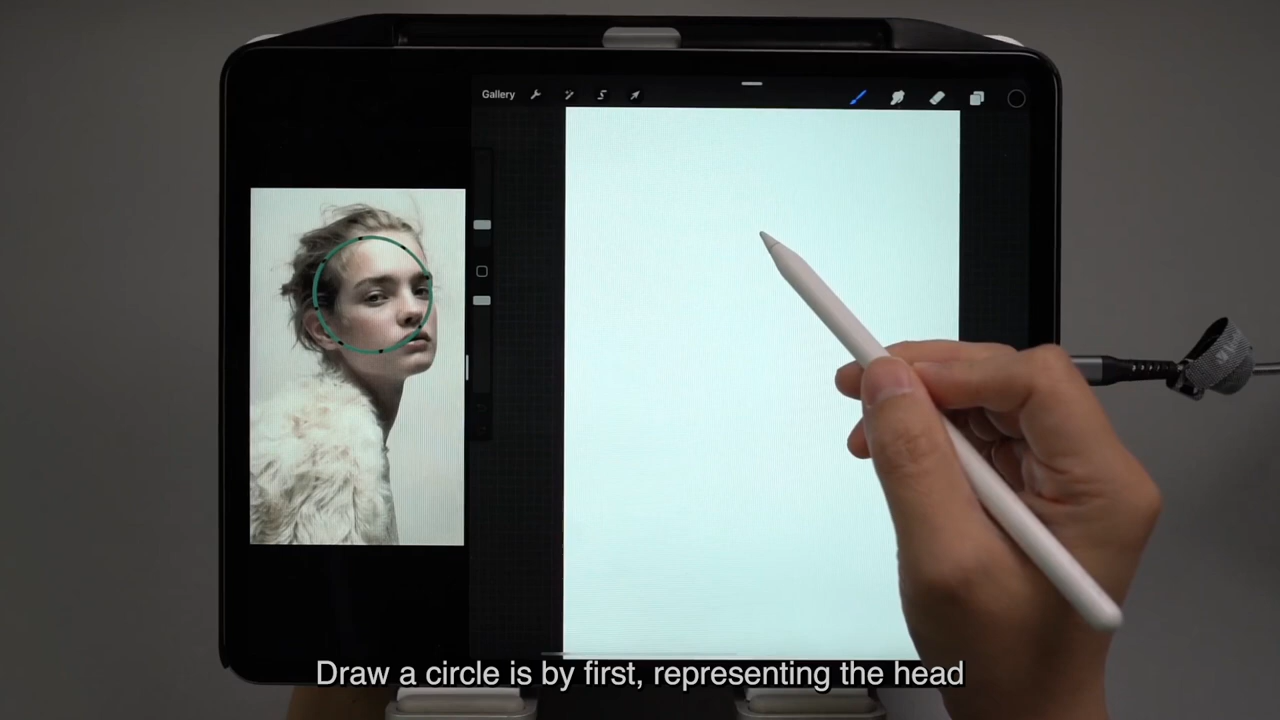 Gallery
Draw a circle is by first, representing the head